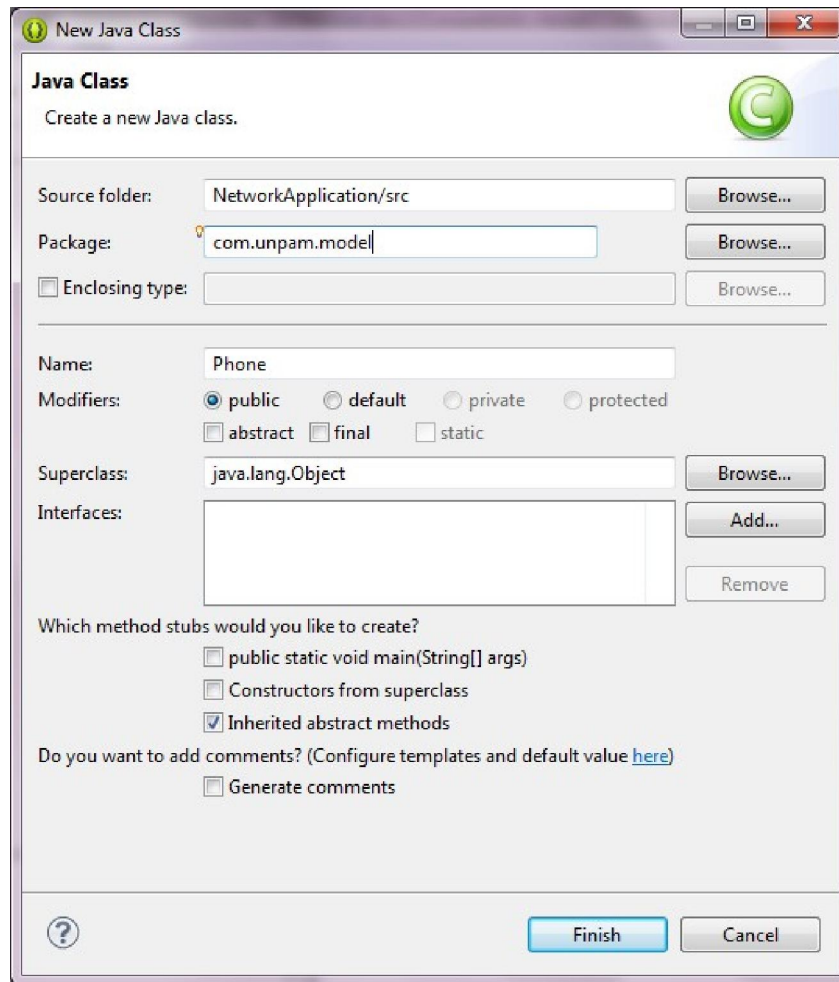 New Java Class
Java Class
Create a new Java class.
Source folder: NetworkApplication/src Browse...
Package: com.unpam.model Browse...
Enclosing type: Browse...
Name: Phone
Modifiers: public default private protected
abstract final static
Superclass: java.lang.Object Browse...
Interfaces: Add...
Remove
Which method stubs would you like to create?
public static void main(String[] args)
Constructors from superclass
Inherited abstract methods
Do you want to add comments? (Configure templates and default value here)
Generate comments
Finish Cancel